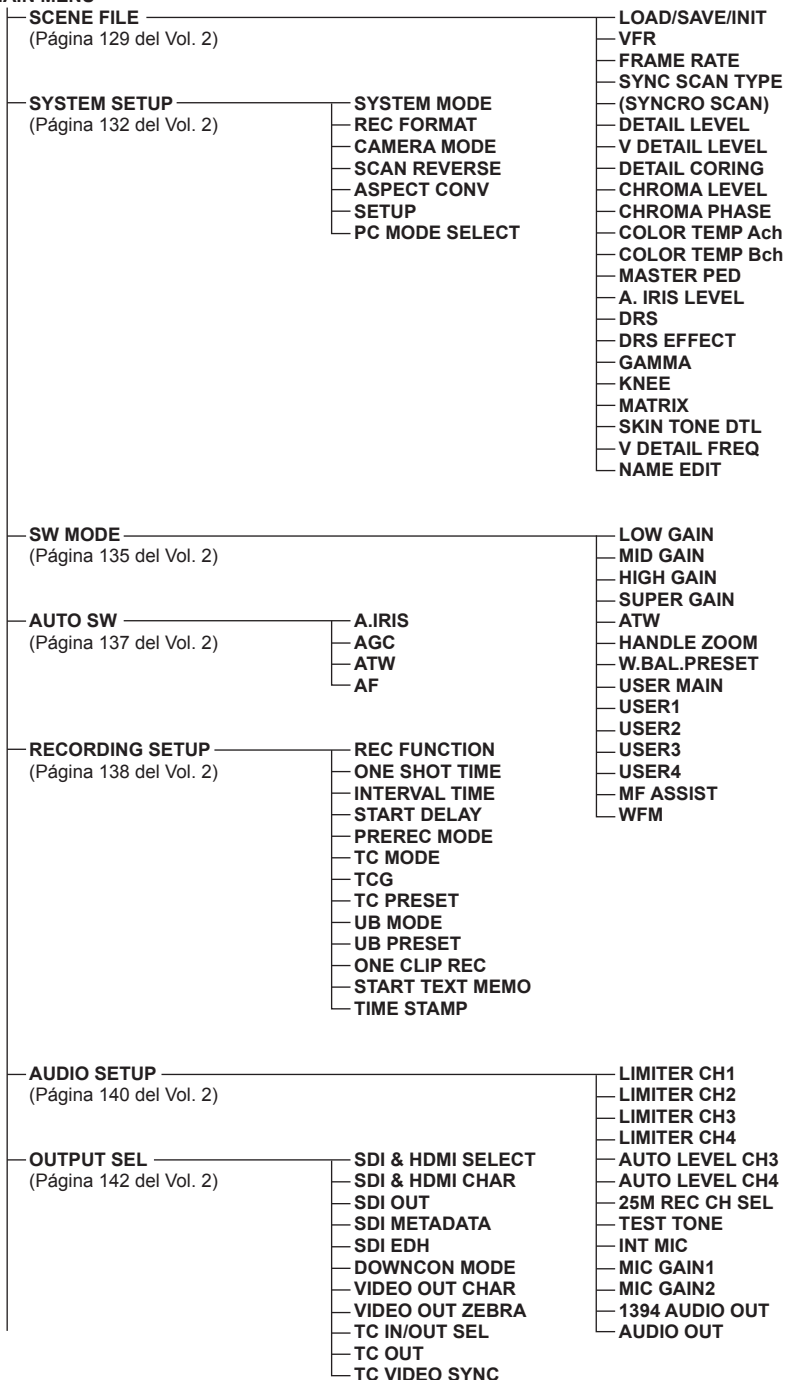 SCENE FILE
(Página 129 del Vol. 2)
LOAD/SAVE/INIT
VFR
FRAME RATE
SYNC SCAN TYPE
(SYNCRO SCAN)
DETAIL LEVEL
V DETAIL LEVEL
DETAIL CORING
CHROMA LEVEL
CHROMA PHASE
COLOR TEMP Ach
COLOR TEMP Bch
MASTER PED
A. IRIS LEVEL
DRS
DRS EFFECT
GAMMA
KNEE
MATRIX
SKIN TONE DTL
V DETAIL FREQ
NAME EDIT
SYSTEM SETUP
(Página 132 del Vol. 2)
SYSTEM MODE
REC FORMAT
CAMERA MODE
SCAN REVERSE
ASPECT CONV
SETUP
PC MODE SELECT
SW MODE
(Página 135 del Vol. 2)
LOW GAIN
MID GAIN
HIGH GAIN
SUPER GAIN
ATW
HANDLE ZOOM
W.BAL.PRESET
USER MAIN
USER1
USER2
USER3
USER4
MF ASSIST
WFM
AUTO SW
(Página 137 del Vol. 2)
A.IRIS
AGC
ATW
AF
RECORDING SETUP
(Página 138 del Vol. 2)
REC FUNCTION
ONE SHOT TIME
INTERVAL TIME
START DELAY
PREREC MODE
TC MODE
TCG
TC PRESET
UB MODE
UB PRESET
ONE CLIP REC
START TEXT MEMO
TIME STAMP
AUDIO SETUP
(Página 140 del Vol. 2)
LIMITER CH1
LIMITER CH2
LIMITER CH3
LIMITER CH4
AUTO LEVEL CH3
AUTO LEVEL CH4
25M REC CH SEL
TEST TONE
INT MIC
MIC GAIN1
MIC GAIN2
1394 AUDIO OUT
AUDIO OUT
OUTPUT SEL
(Página 142 del Vol. 2)
SDI & HDMI SELECT
SDI & HDMI CHAR
SDI OUT
SDI METADATA
SDI EDH
DOWNCON MODE
VIDEO OUT CHAR
VIDEO OUT ZEBRA
TC IN/OUT SEL
TC OUT
TC VIDEO SYNC